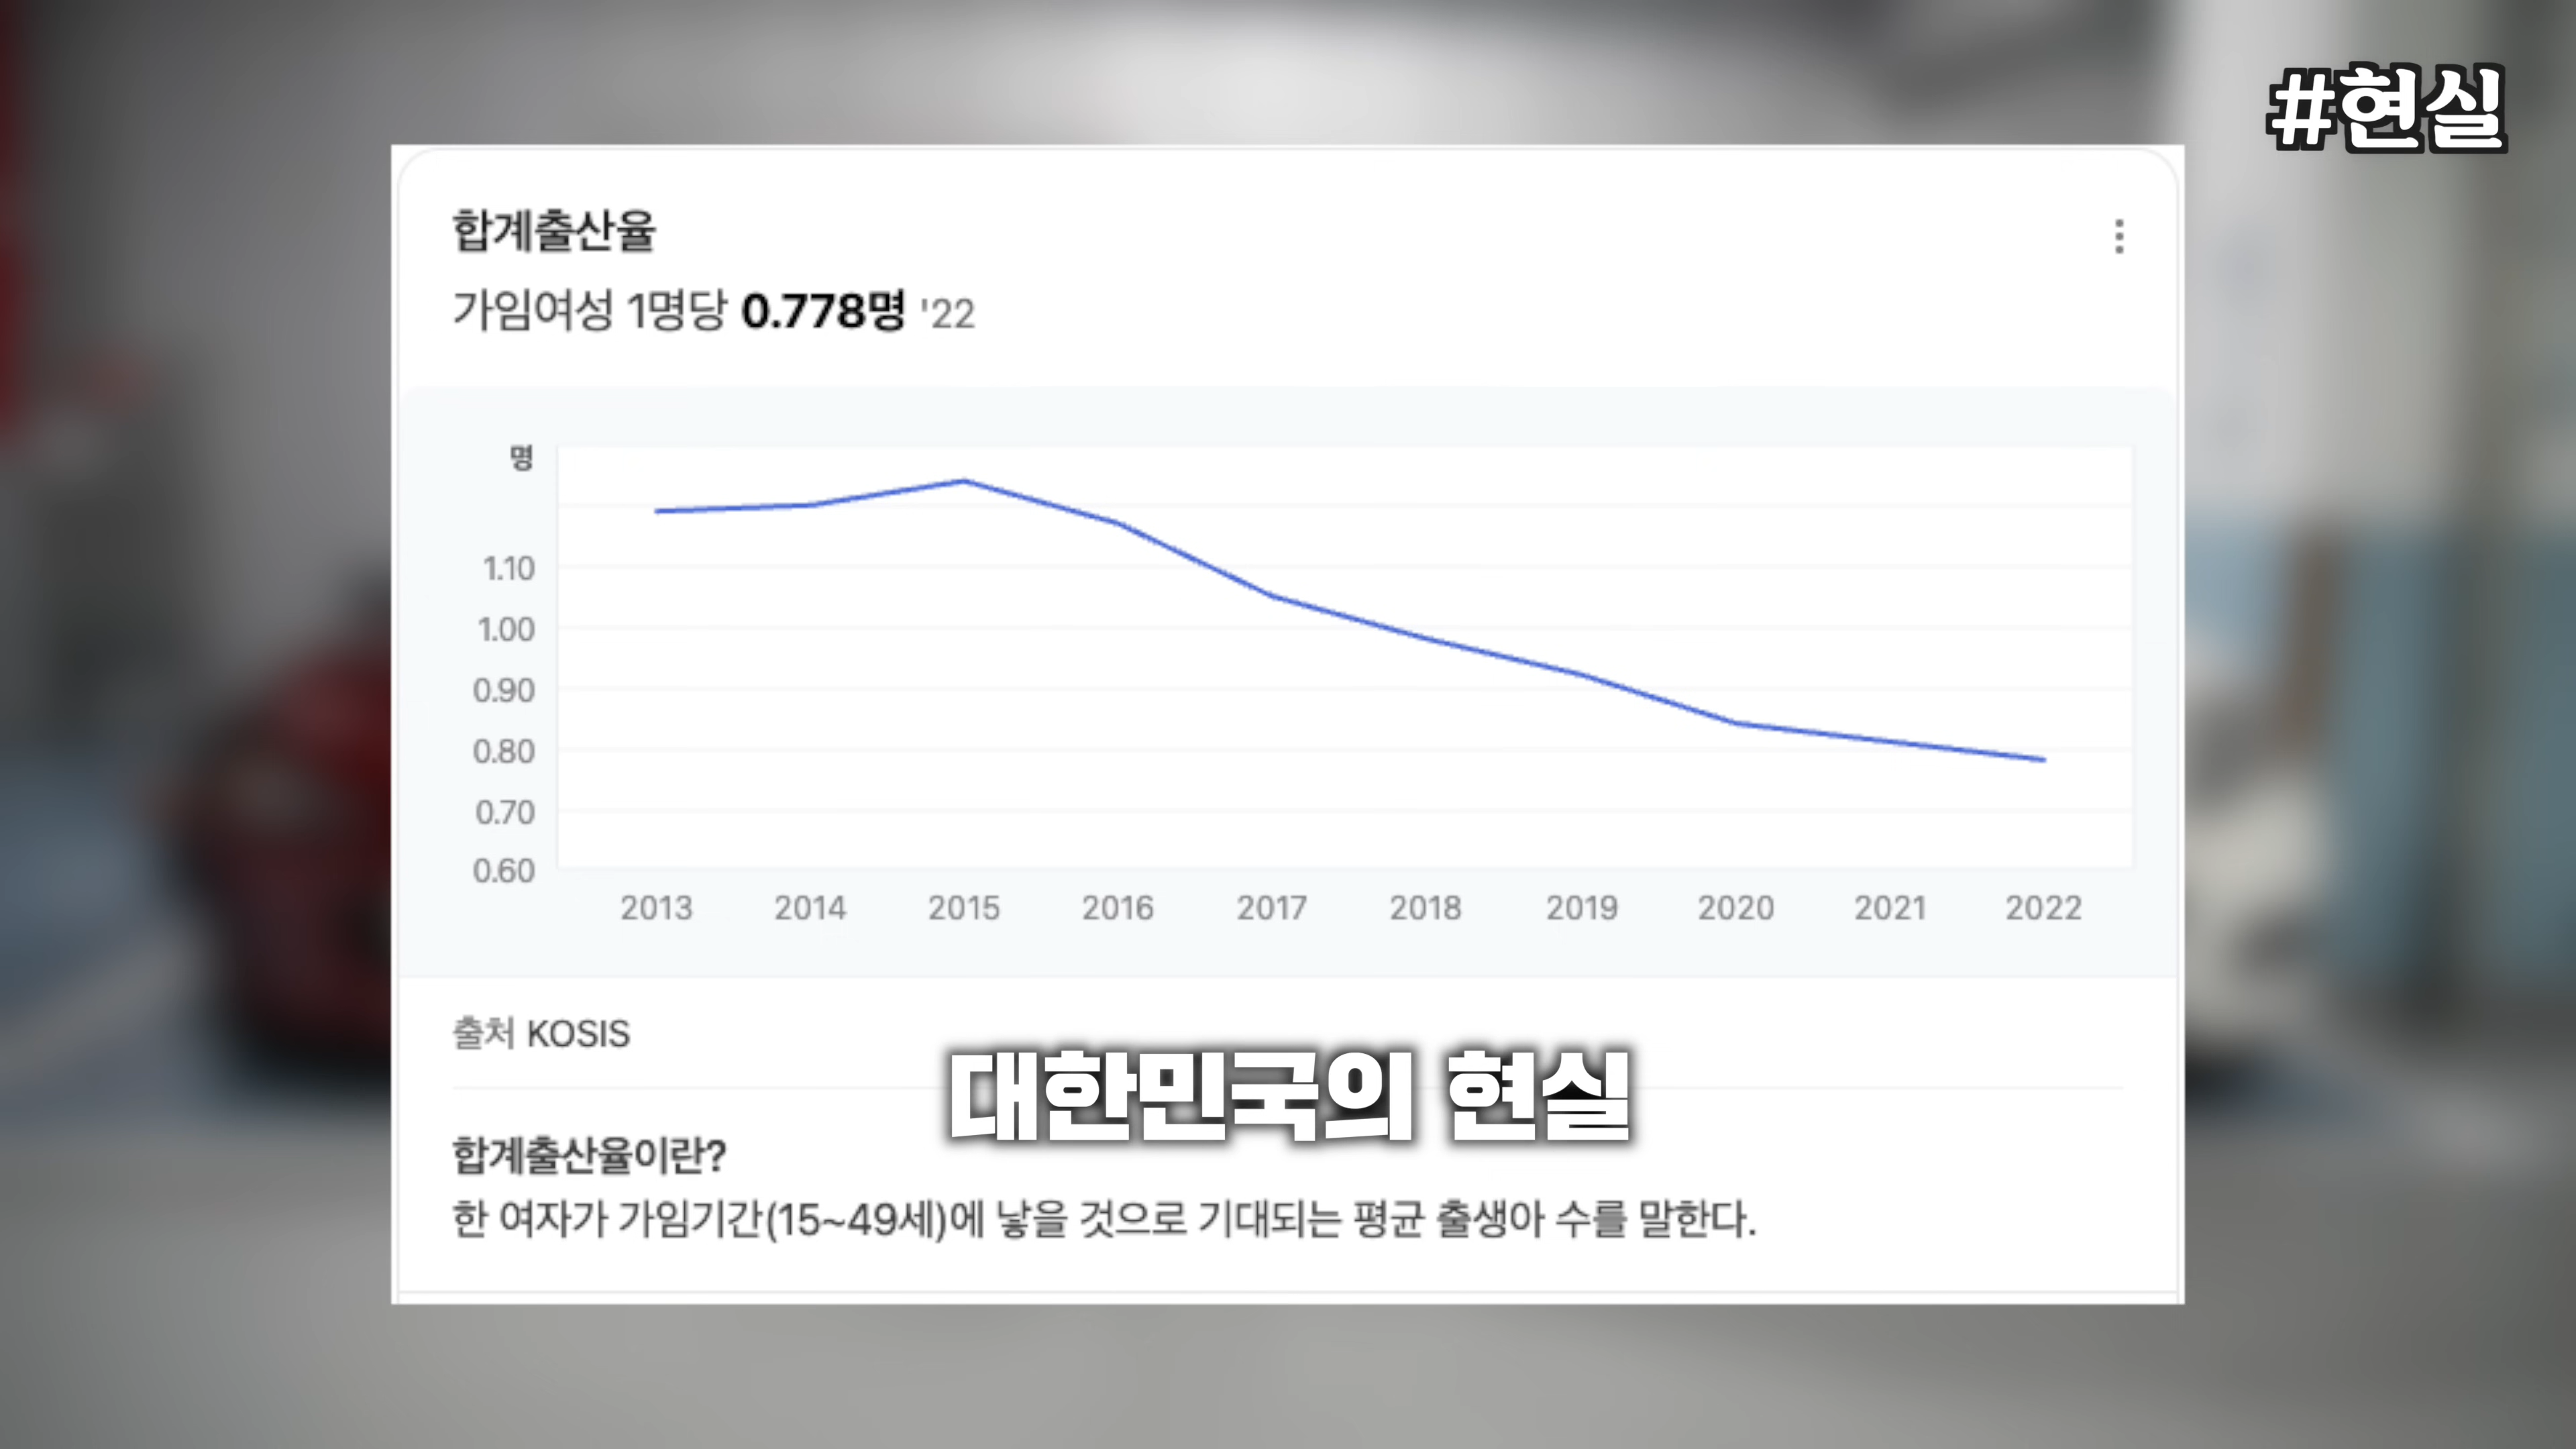 #현실
합계출산율
가임여성 1명당 0.778명 '22
명
1.10
1.00
0.90
0.80
0.70
0.60
2013 2014 2015 2016 2017 2018 2019 2020 2021 2022
출처 KOSIS
대한민국의 현실
합계출산율이란?
한 여자가 가임기간(15~49세)에 낳을 것으로 기대되는 평균 출생아 수를 말한다.